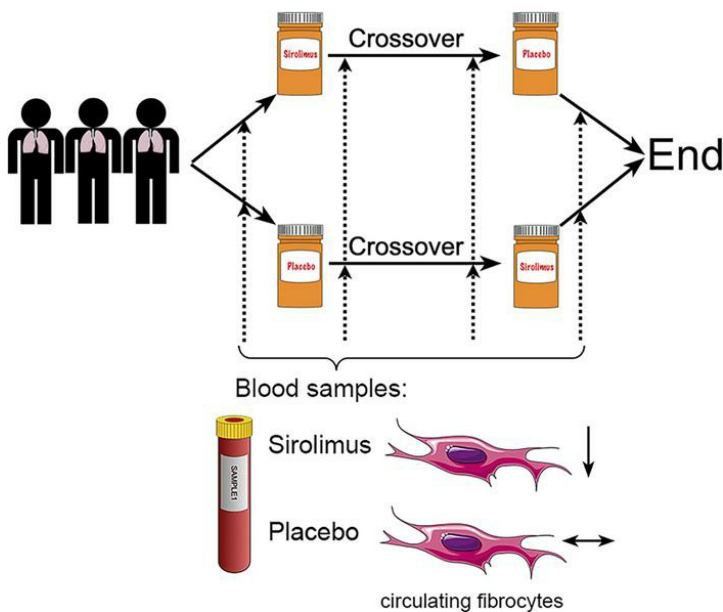 Sirolimus
Crossover
Placebo
End
Placebo
Crossover
Sirolimus
Blood samples:
SAMPLE1
Sirolimus
Placebo
circulating fibrocytes